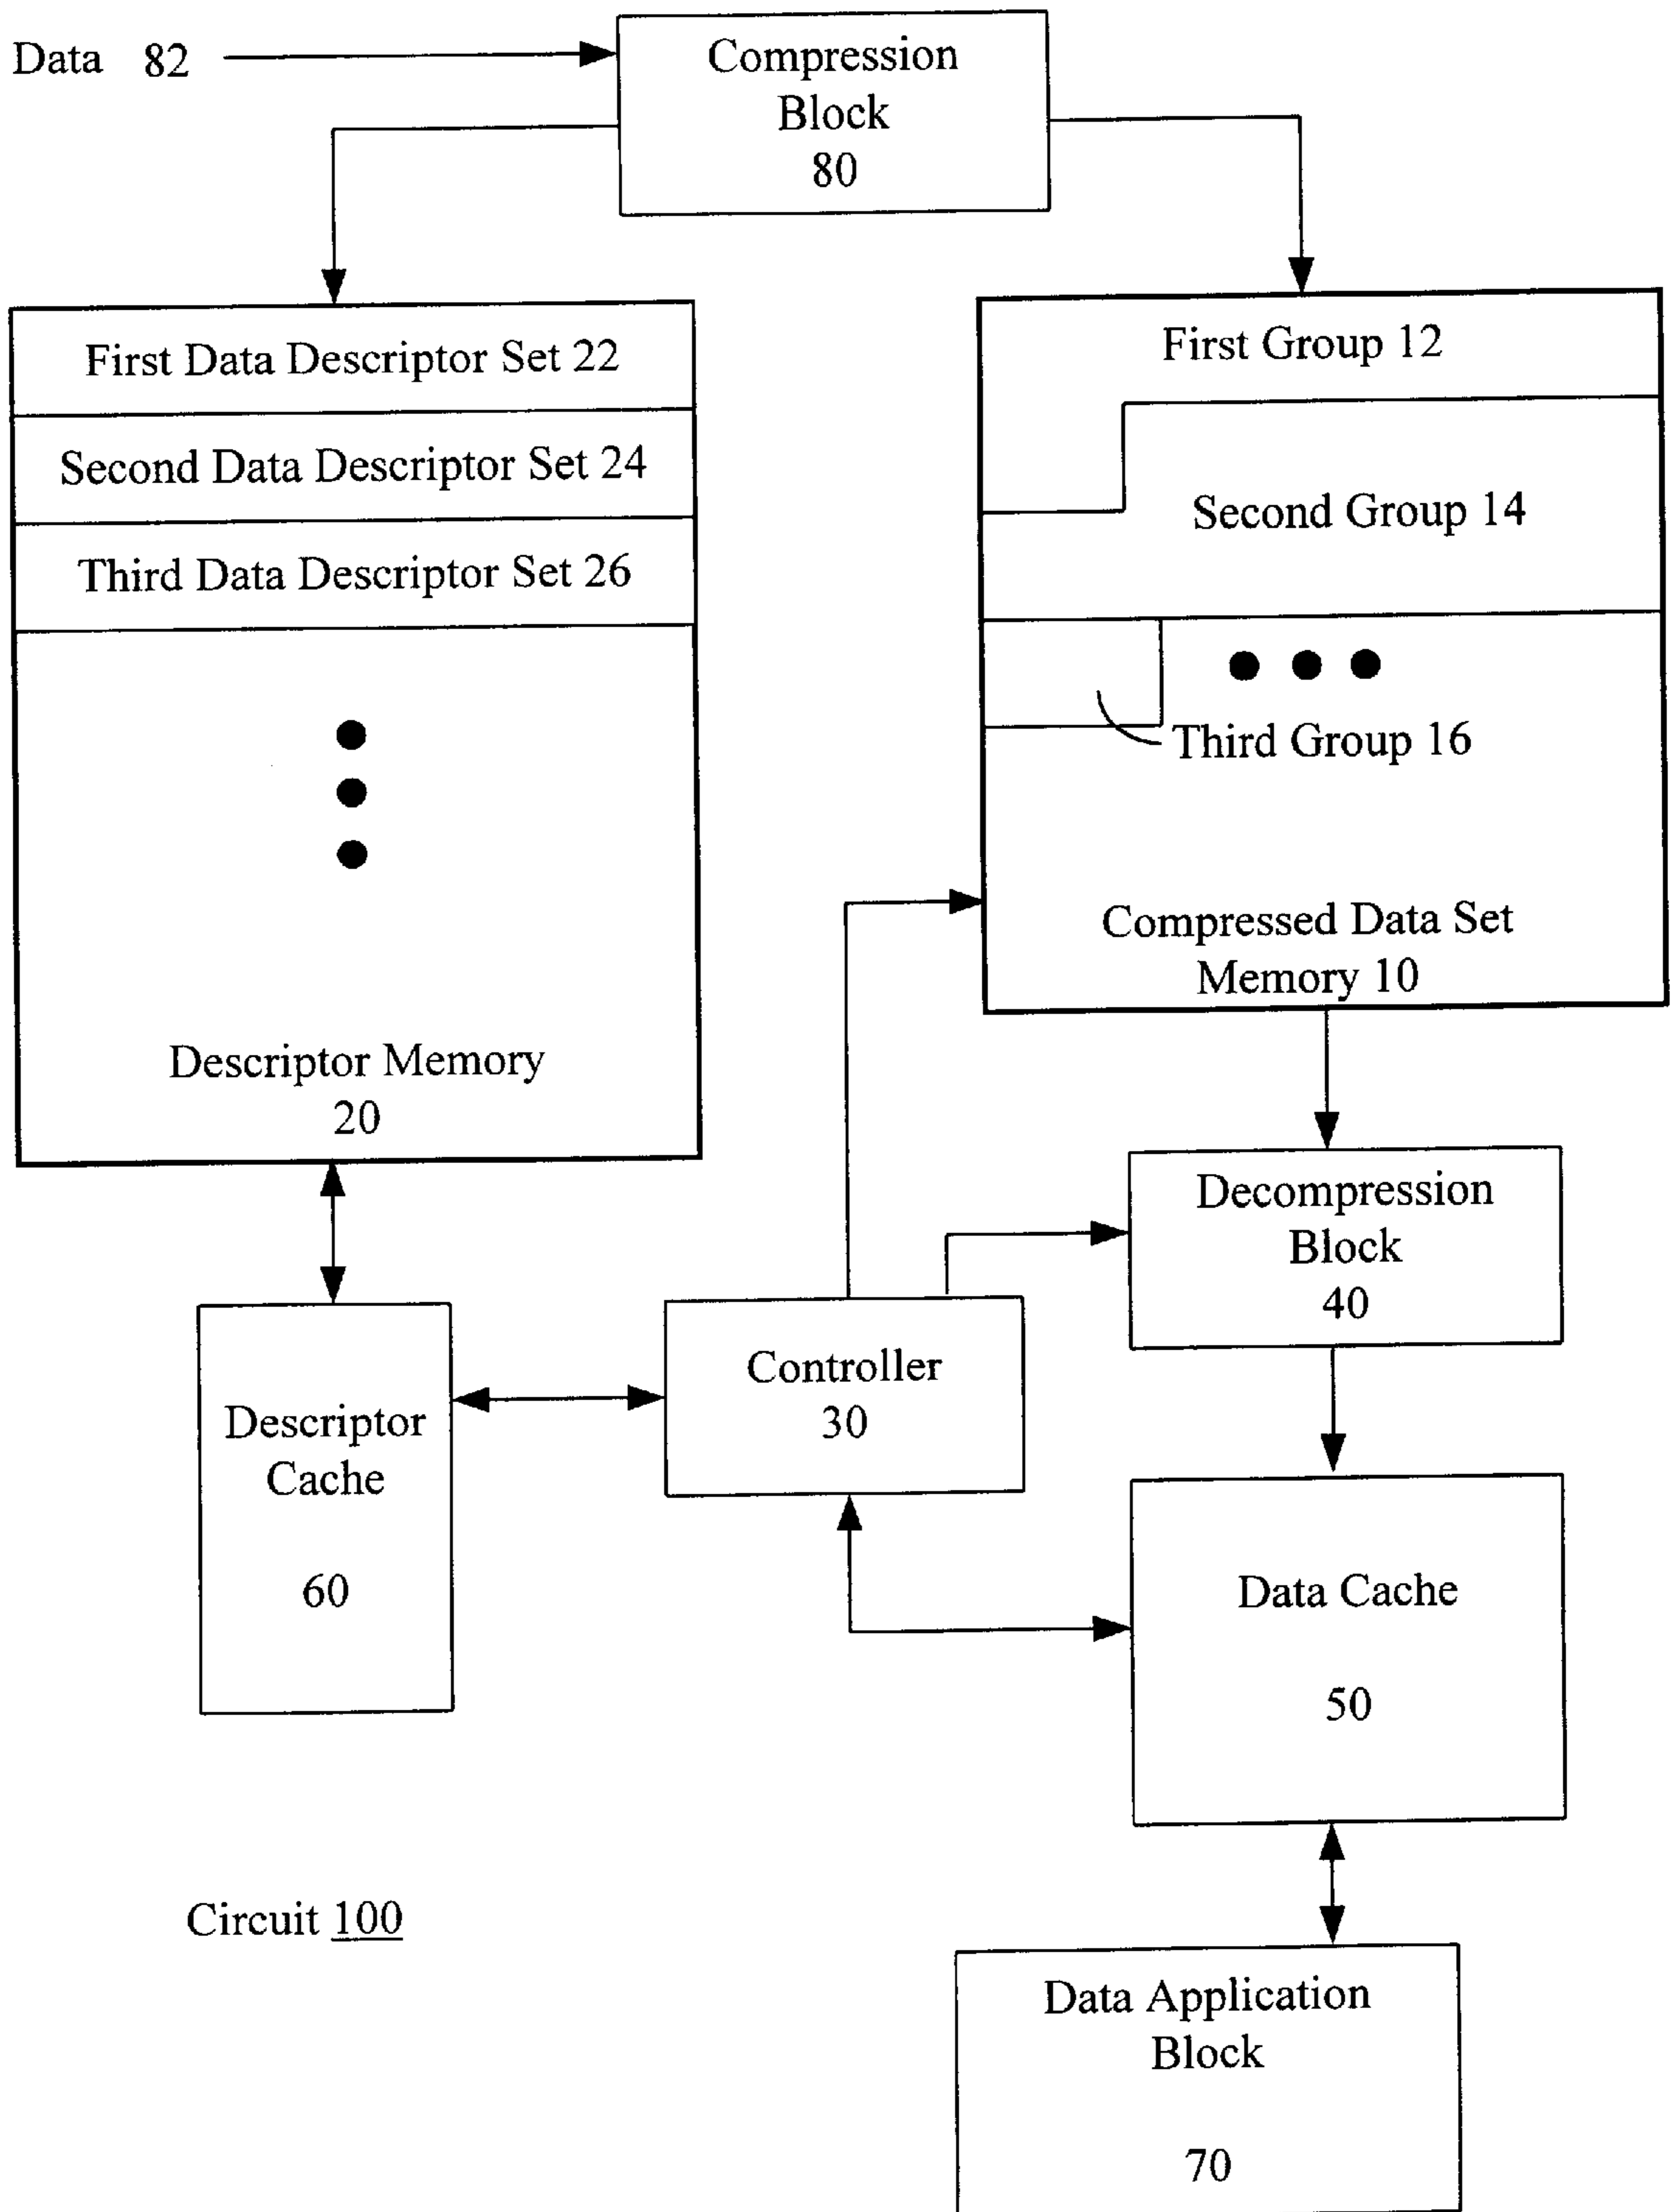 Data 82
Compression
Block
80
First Data Descriptor Set 22
Second Data Descriptor Set 24
Third Data Descriptor Set 26
Descriptor Memory
20
First Group 12
Second Group 14
Third Group 16
Compressed Data Set
Memory 10
Decompression
Block
40
Controller
30
Descriptor
Cache
60
Data Cache
50
Circuit 100
Data Application
Block
70